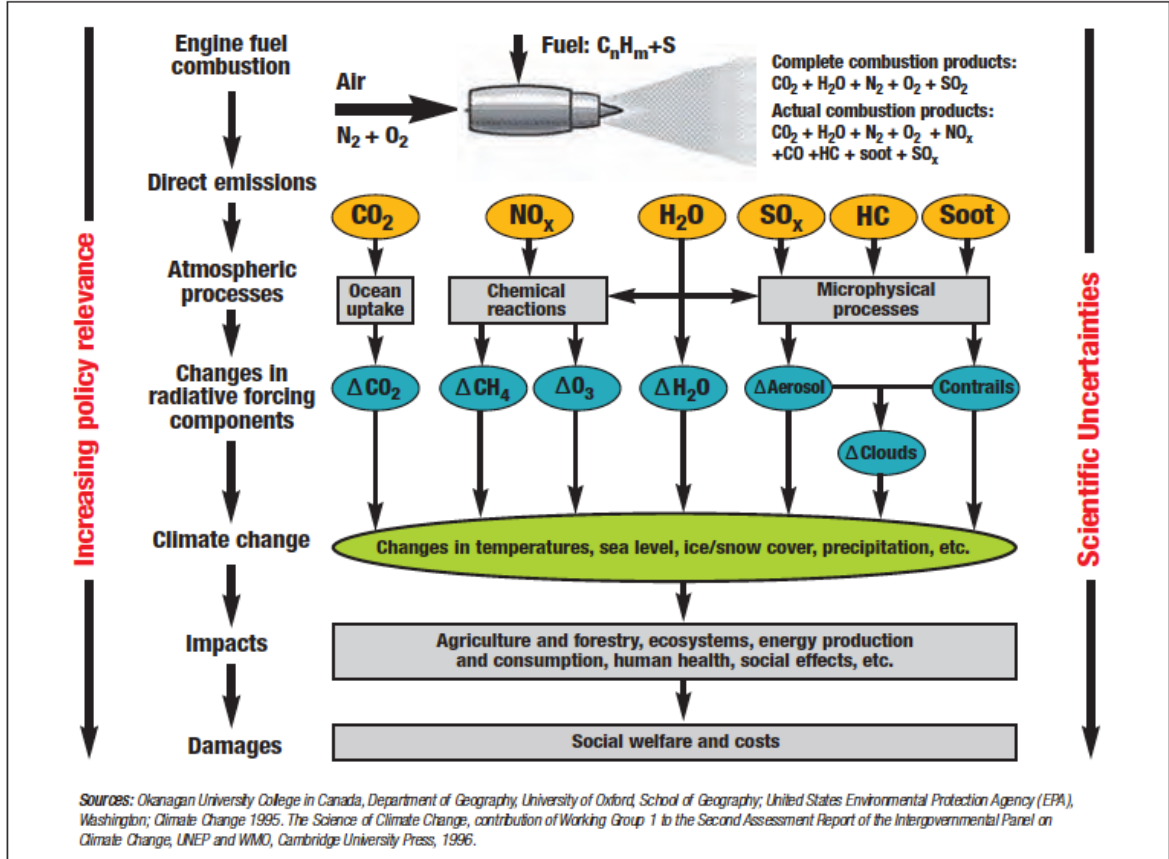 Engine fuel
combustion
Fuel: CₙHₘ+S
Air
N₂ + O₂
Complete combustion products:
CO₂ + H₂O + N₂ + O₂ + SO₂
Actual combustion products:
CO₂ + H₂O + N₂ + O₂ + NOₓ
+CO +HC + soot + SOₓ
Direct emissions
CO₂
NOₓ
H₂O
SOₓ
HC
Soot
Atmospheric
processes
Ocean
uptake
Chemical
reactions
Microphysical
processes
Changes in
radiative forcing
components
ΔCO₂
ΔCH₄
ΔO₃
ΔH₂O
ΔAerosol
Contrails
ΔClouds
Climate change
Changes in temperatures, sea level, ice/snow cover, precipitation, etc.
Impacts
Agriculture and forestry, ecosystems, energy production
and consumption, human health, social effects, etc.
Damages
Social welfare and costs
Increasing policy relevance
Scientific Uncertainties
Sources: Okanagan University College in Canada, Department of Geography, University of Oxford, School of Geography; United States Environmental Protection Agency (EPA),
Washington; Climate Change 1995. The Science of Climate Change, contribution of Working Group 1 to the Second Assessment Report of the Intergovernmental Panel on
Climate Change, UNEP and WMO, Cambridge University Press, 1996.